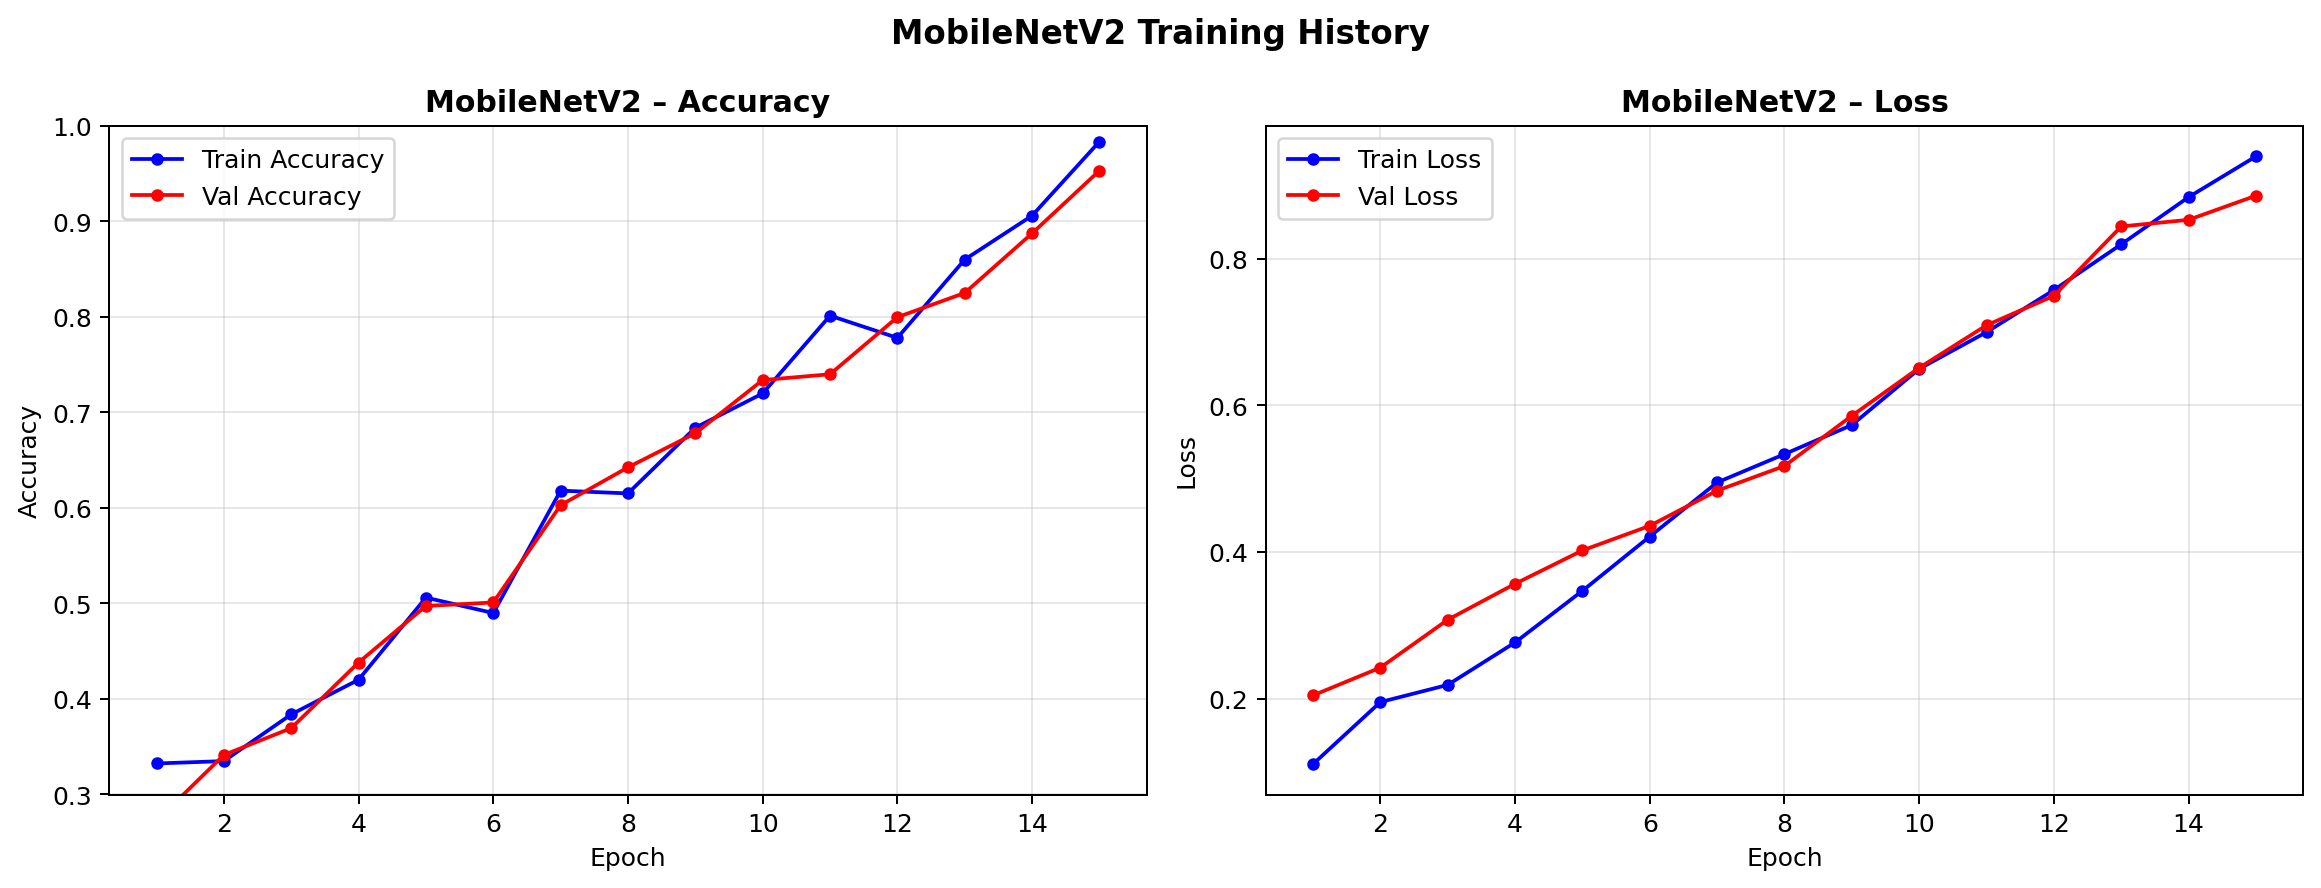 MobileNetV2 Training History
MobileNetV2 – Accuracy
1.0
0.9
0.8
0.7
0.6
0.5
0.4
0.3
Accuracy
Train Accuracy
Val Accuracy
2 4 6 8 10 12 14
Epoch
MobileNetV2 – Loss
0.8
0.6
0.4
0.2
Loss
Train Loss
Val Loss
2 4 6 8 10 12 14
Epoch